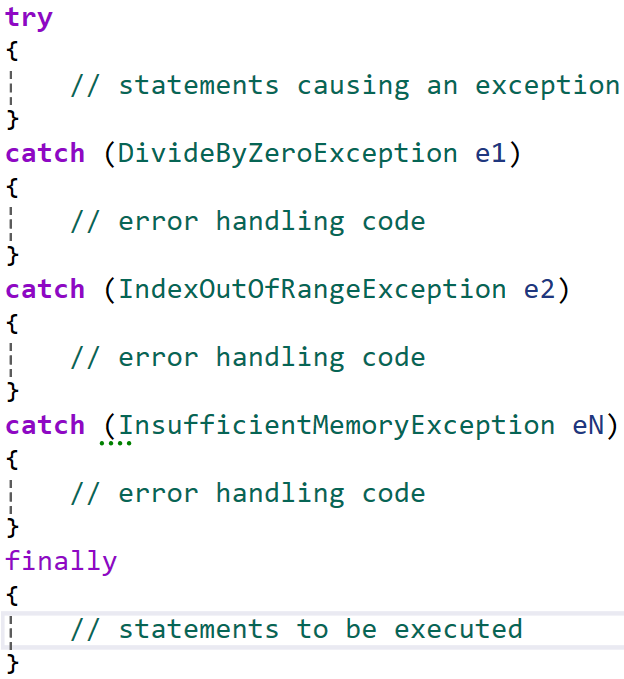 try
{
    // statements causing an exception
}
catch (DivideByZeroException e1)
{
    // error handling code
}
catch (IndexOutOfRangeException e2)
{
    // error handling code
}
catch (InsufficientMemoryException eN)
{
    // error handling code
}
finally
{
    // statements to be executed
}